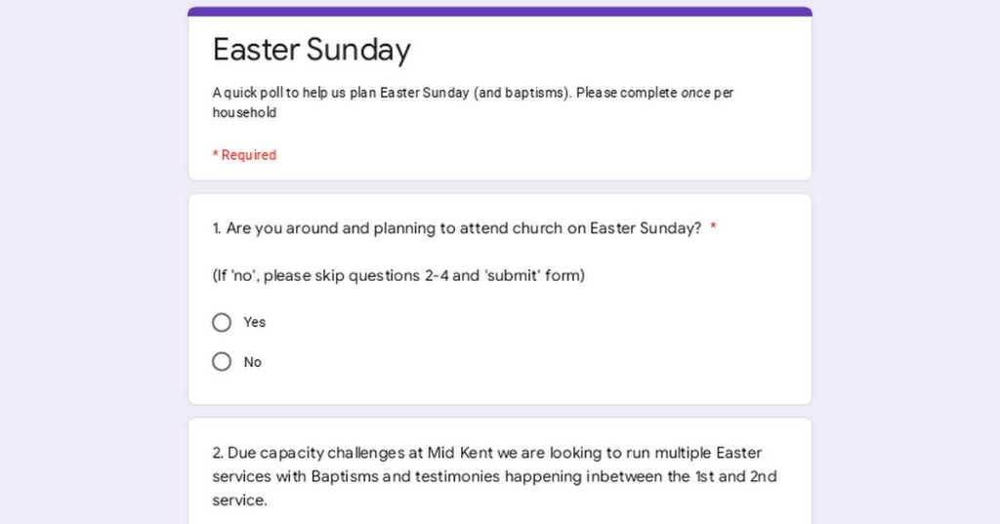 Easter Sunday
A quick poll to help us plan Easter Sunday (and baptisms). Please complete once per
household
* Required
1. Are you around and planning to attend church on Easter Sunday? *
(If 'no', please skip questions 2-4 and 'submit' form)
Yes
No
2. Due capacity challenges at Mid Kent we are looking to run multiple Easter
services with Baptisms and testimonies happening inbetween the 1st and 2nd
service.